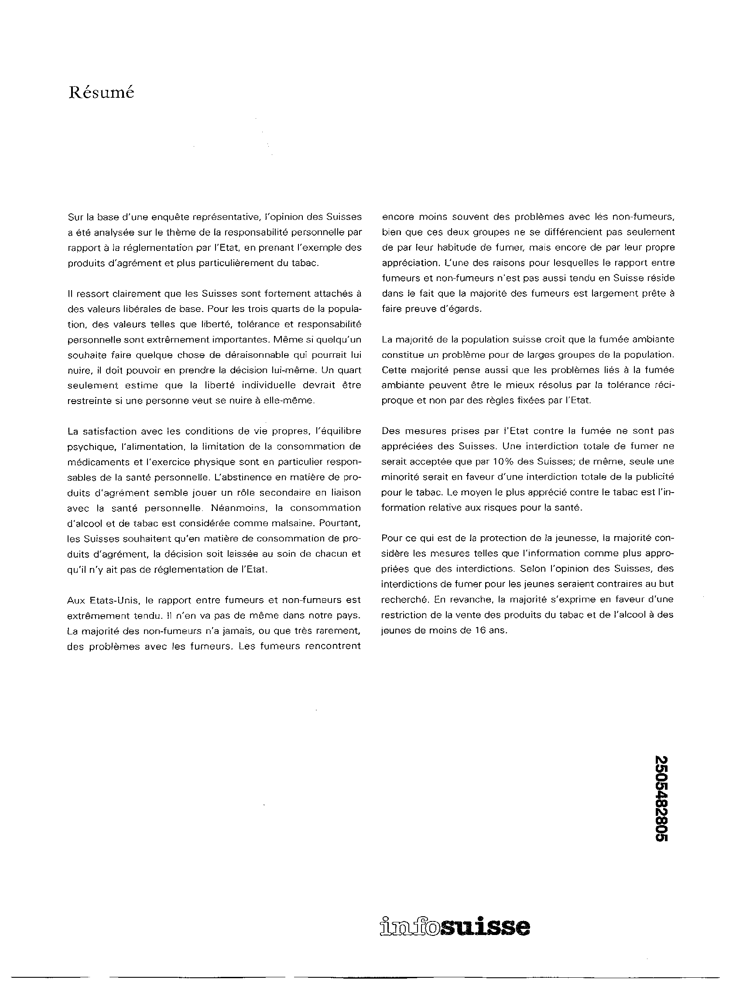 Résumé
Sur la base d'une enquête représentative, l'opinion des Suisses
a été analysée sur le thème de la responsabilité personnelle par
rapport à la réglementation par l'Etat, en prenant l'exemple des
produits d'agrément et plus particulièrement du tabac.
Il ressort clairement que les Suisses sont fortement attachés à
des valeurs libérales de base. Pour les trois quarts de la popula-
tion, des valeurs telles que liberté, tolérance et responsabilité
personnelle sont extrêmement importantes. Même si quelqu'un
souhaite faire quelque chose de déraisonnable qui pourrait lui
nuire, il doit pouvoir en prendre la décision lui-même. Un quart
seulement estime que la liberté individuelle devrait être
restreinte si une personne veut se nuire à elle-même.
La satisfaction avec les conditions de vie propres, l'équilibre
psychique, l'alimentation, la limitation de la consommation de
médicaments et l'exercice physique sont en particulier respon-
sables de la santé personnelle. L'abstinence en matière de pro-
duits d'agrément semble jouer un rôle secondaire en liaison
avec la santé personnelle. Néanmoins, la consommation
d'alcool et de tabac est considérée comme malsaine. Pourtant,
les Suisses souhaitent qu'en matière de consommation de pro-
duits d'agrément, la décision soit laissée au soin de chacun et
qu'il n'y ait pas de réglementation de l'Etat.
Aux Etats-Unis, le rapport entre fumeurs et non-fumeurs est
extrêmement tendu. Il n'en va pas de même dans notre pays.
La majorité des non-fumeurs n'a jamais, ou que très rarement,
des problèmes avec les fumeurs. Les fumeurs rencontrent
encore moins souvent des problèmes avec les non-fumeurs,
bien que ces deux groupes ne se différencient pas seulement
de par leur habitude de fumer, mais encore de par leur propre
appréciation. L'une des raisons pour lesquelles le rapport entre
fumeurs et non-fumeurs n'est pas aussi tendu en Suisse réside
dans le fait que la majorité des fumeurs est largement prête à
faire preuve d'égards.
La majorité de la population suisse croit que la fumée ambiante
constitue un problème pour de larges groupes de la population.
Cette majorité pense aussi que les problèmes liés à la fumée
ambiante peuvent être le mieux résolus par la tolérance réci-
proque et non par des règles fixées par l'Etat.
Des mesures prises par l'Etat contre la fumée ne sont pas
appréciées des Suisses. Une interdiction totale de fumer ne
serait acceptée que par 10% des Suisses; de même, seule une
minorité serait en faveur d'une interdiction totale de la publicité
pour le tabac. Le moyen le plus apprécié contre le tabac est l'in-
formation relative aux risques pour la santé.
Pour ce qui est de la protection de la jeunesse, la majorité con-
sidère les mesures telles que l'information comme plus appro-
priées que des interdictions. Selon l'opinion des Suisses, des
interdictions de fumer pour les jeunes seraient contraires au but
recherché. En revanche, la majorité s'exprime en faveur d'une
restriction de la vente des produits du tabac et de l'alcool à des
jeunes de moins de 16 ans.
2505482805
infosuisse